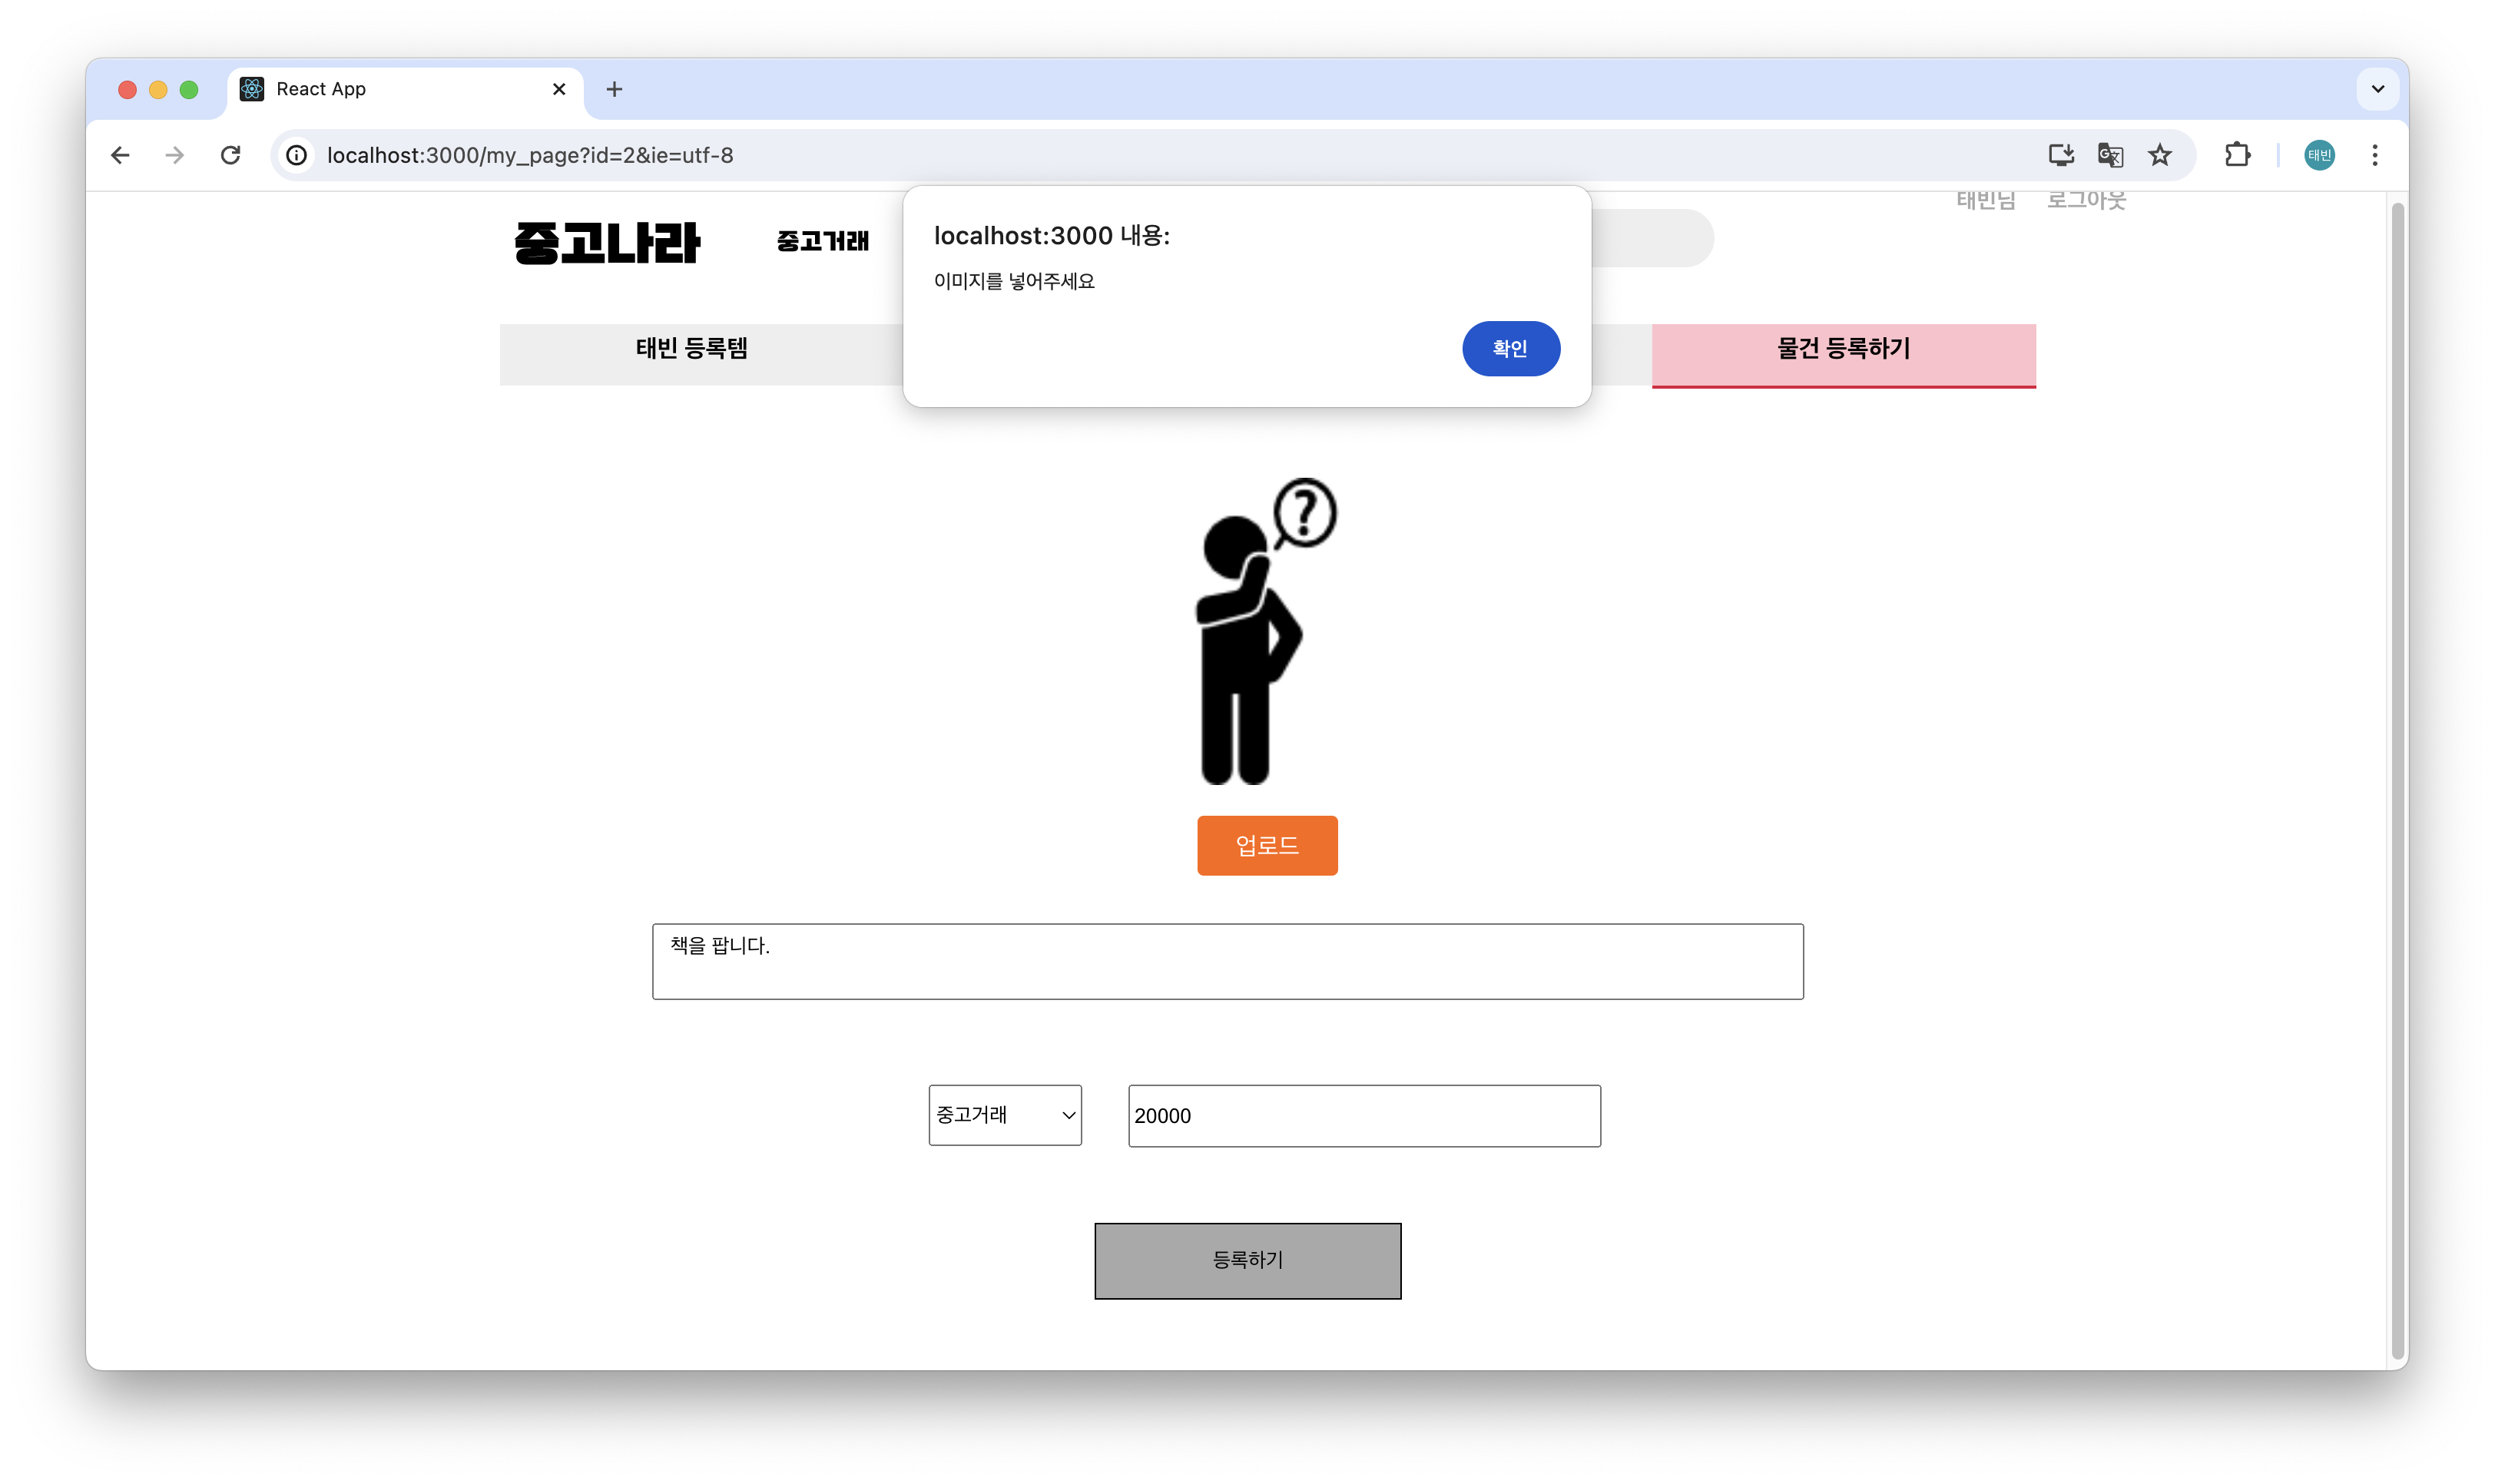 React App
localhost:3000/my_page?id=2&ie=utf-8
태빈
태빈님 로그아웃
중고나라 중고거래
localhost:3000 내용:
이미지를 넣어주세요
확인
태빈 등록템
물건 등록하기
?
업로드
책을 팝니다.
중고거래 20000
등록하기